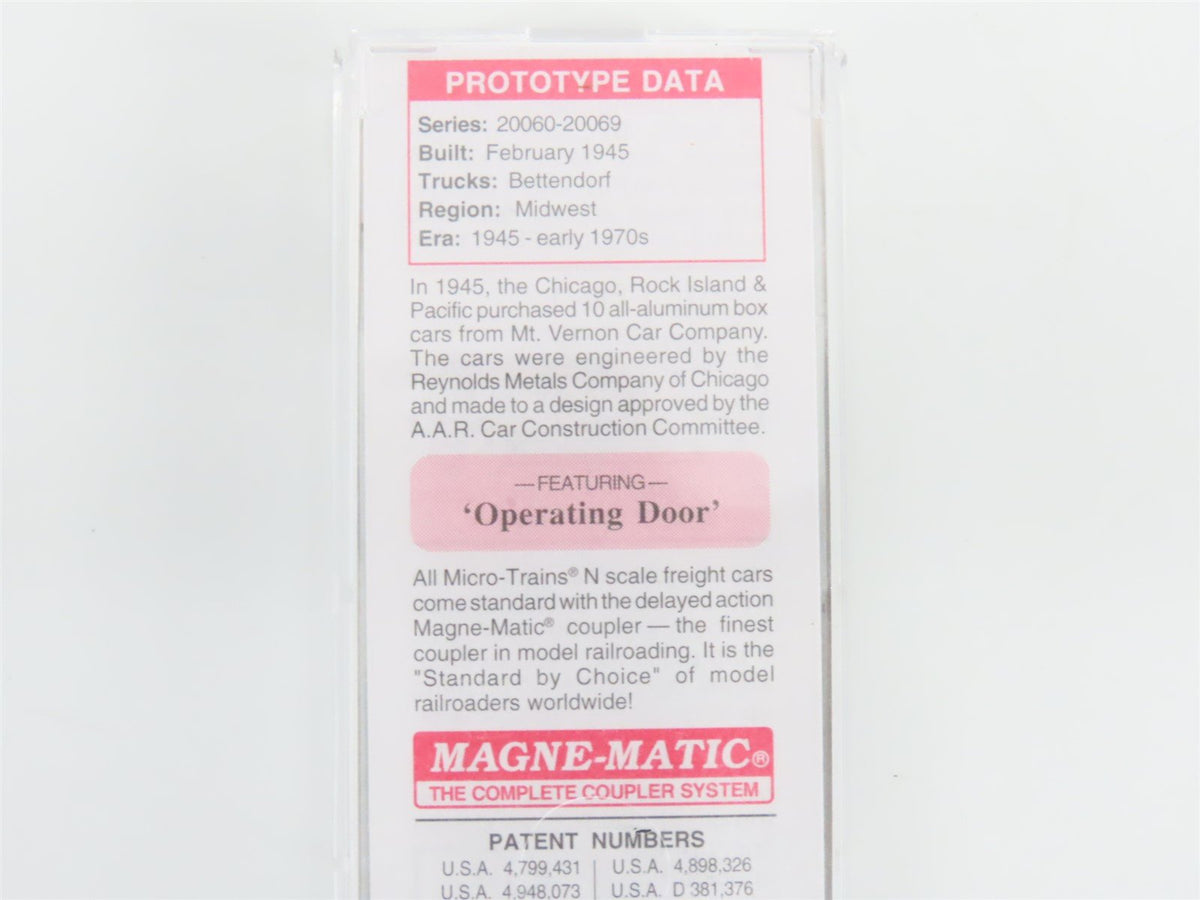 PROTOTYPE DATA
Series: 20060-20069
Built: February 1945
Trucks: Bettendorf
Region: Midwest
Era: 1945 - early 1970s
In 1945, the Chicago, Rock Island &
Pacific purchased 10 all-aluminum box
cars from Mt. Vernon Car Company.
The cars were engineered by the
Reynolds Metals Company of Chicago
and made to a design approved by the
A.A.R. Car Construction Committee.
—FEATURING—
‘Operating Door’
All Micro-Trains® N scale freight cars
come standard with the delayed action
Magne-Matic® coupler — the finest
coupler in model railroading. It is the
"Standard by Choice" of model
railroaders worldwide!
MAGNE-MATIC®
THE COMPLETE COUPLER SYSTEM
PATENT NUMBERS
U.S.A. 4,799,431 | U.S.A. 4,898,326
U.S.A. 4,948,073 | U.S.A. D 381,376